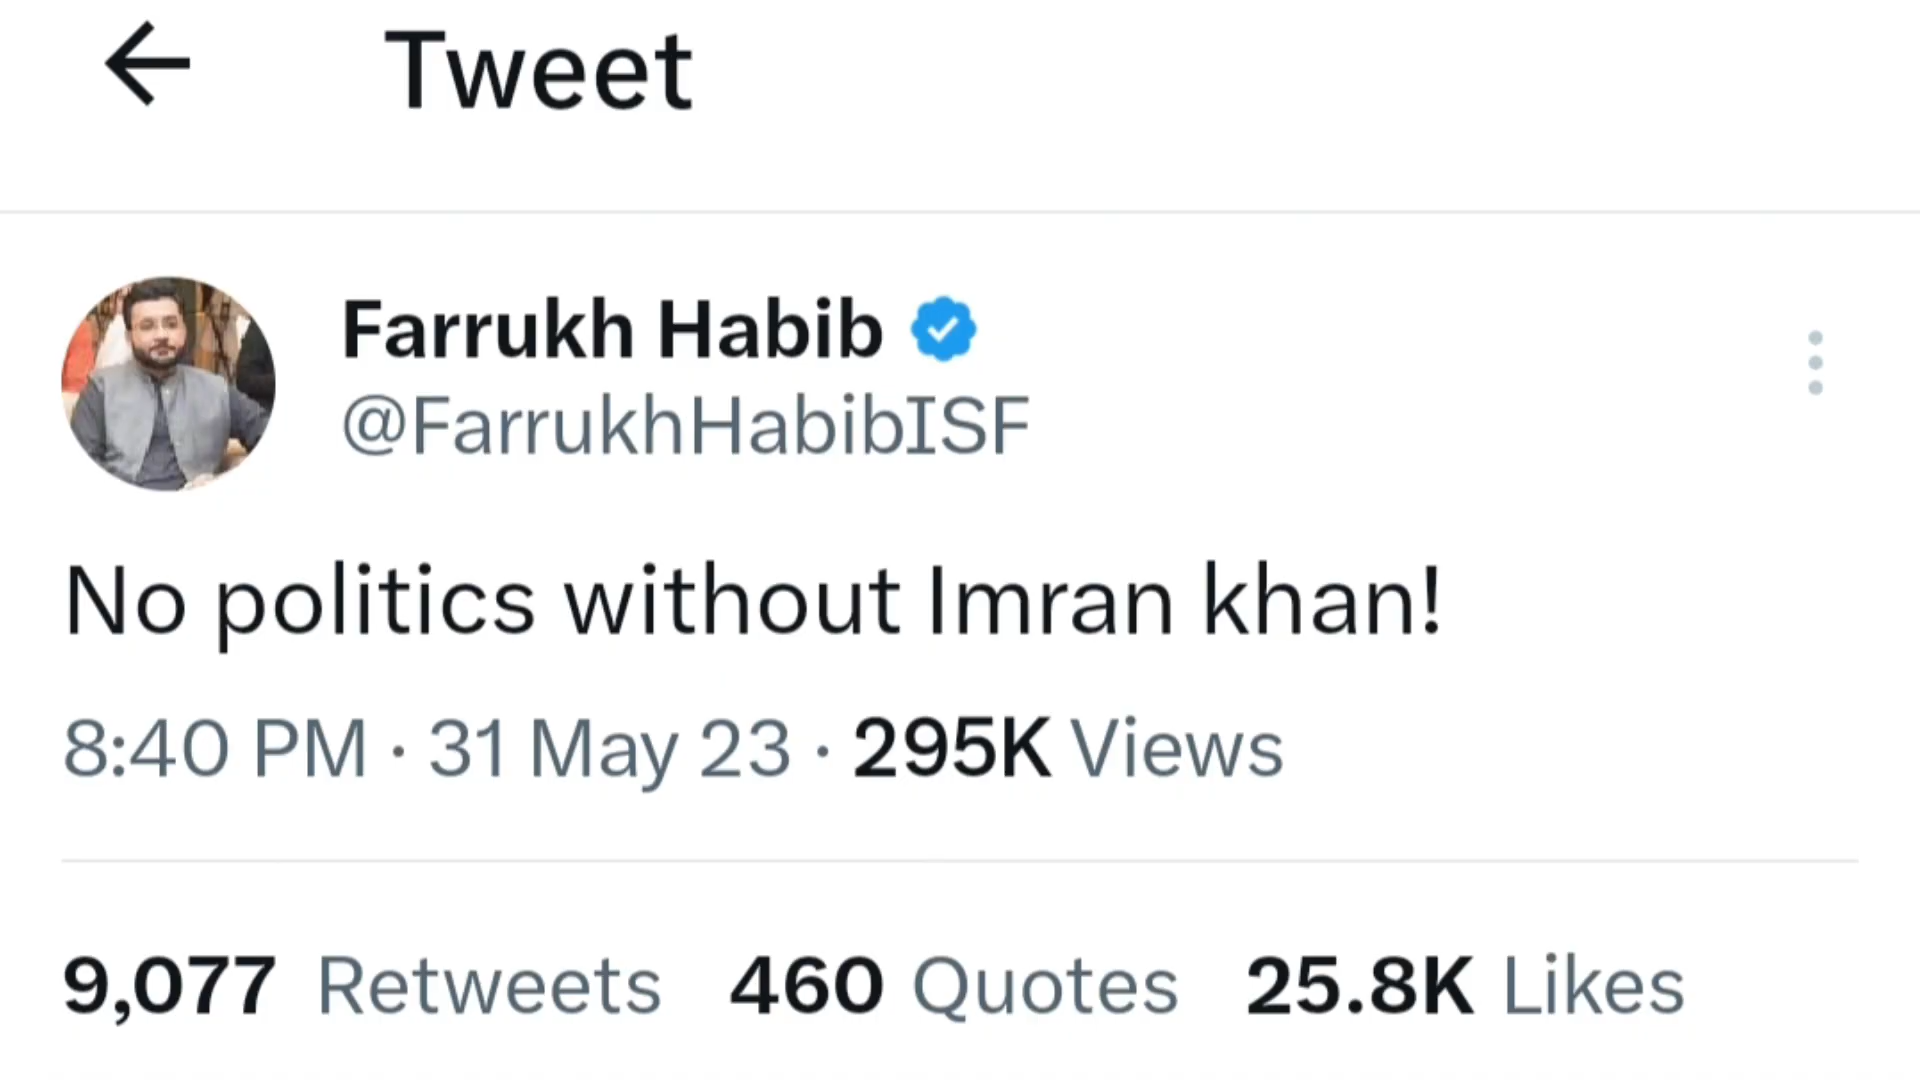 Tweet
Farrukh Habib
@FarrukhHabibISF
No politics without Imran khan!
8:40 PM · 31 May 23 · 295K Views
9,077 Retweets 460 Quotes 25.8K Likes